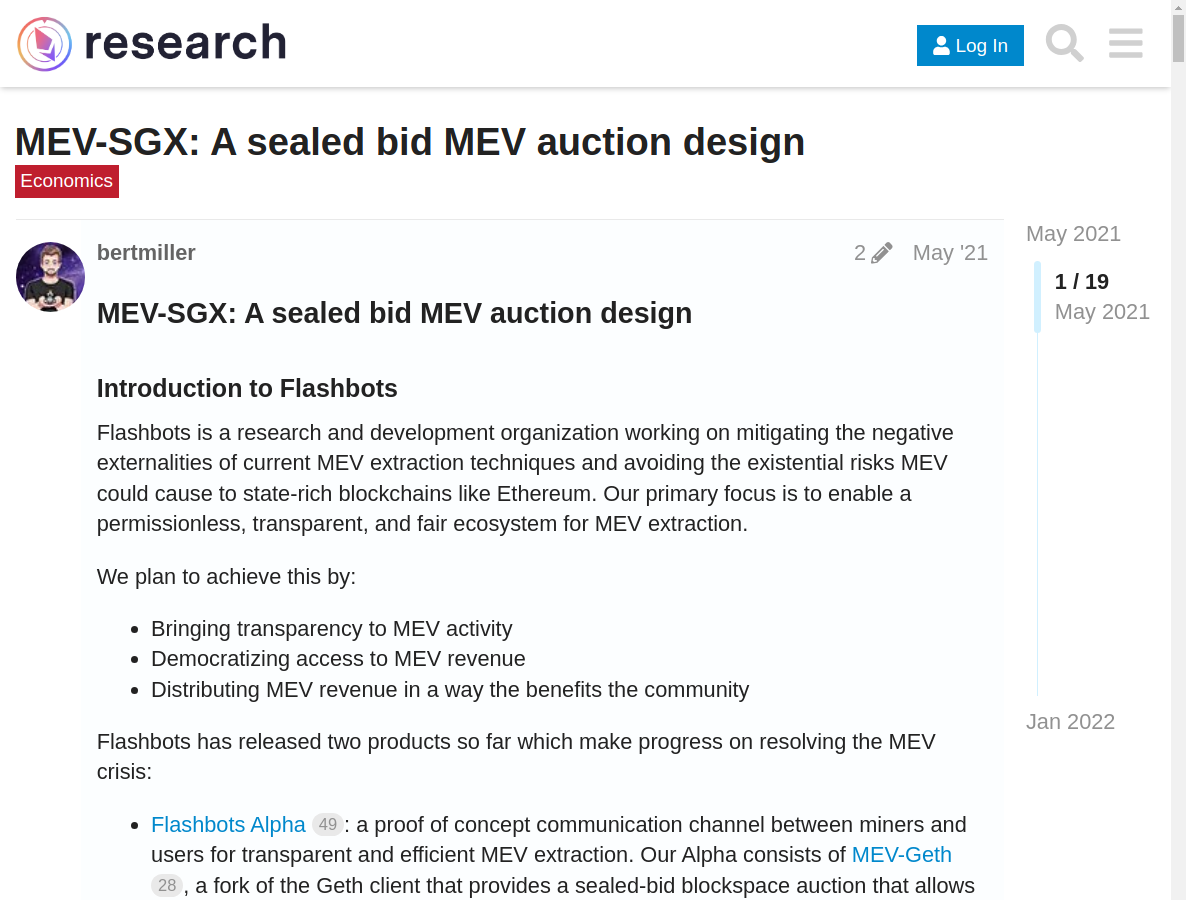 research
Log In
MEV-SGX: A sealed bid MEV auction design
Economics
May 2021
bertmiller
2
May '21
1 / 19
May 2021
MEV-SGX: A sealed bid MEV auction design
Introduction to Flashbots
Flashbots is a research and development organization working on mitigating the negative
externalities of current MEV extraction techniques and avoiding the existential risks MEV
could cause to state-rich blockchains like Ethereum. Our primary focus is to enable a
permissionless, transparent, and fair ecosystem for MEV extraction.
We plan to achieve this by:
• Bringing transparency to MEV activity
• Democratizing access to MEV revenue
• Distributing MEV revenue in a way the benefits the community
Jan 2022
Flashbots has released two products so far which make progress on resolving the MEV
crisis:
• Flashbots Alpha 49: a proof of concept communication channel between miners and
users for transparent and efficient MEV extraction. Our Alpha consists of MEV-Geth
28, a fork of the Geth client that provides a sealed-bid blockspace auction that allows